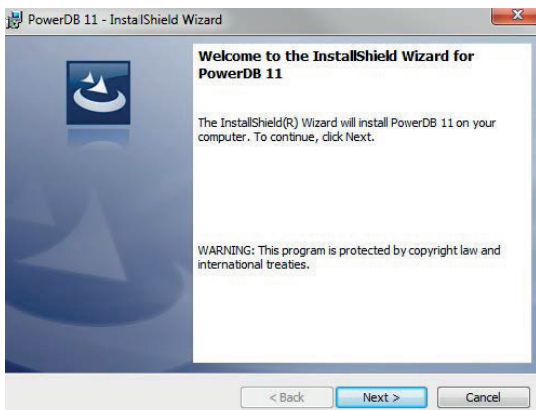 PowerDB 11 - InstallShield Wizard
X
Welcome to the InstallShield Wizard for
PowerDB 11
The InstallShield(R) Wizard will install PowerDB 11 on your
computer. To continue, click Next.
WARNING: This program is protected by copyright law and
international treaties.
< Back
Next >
Cancel